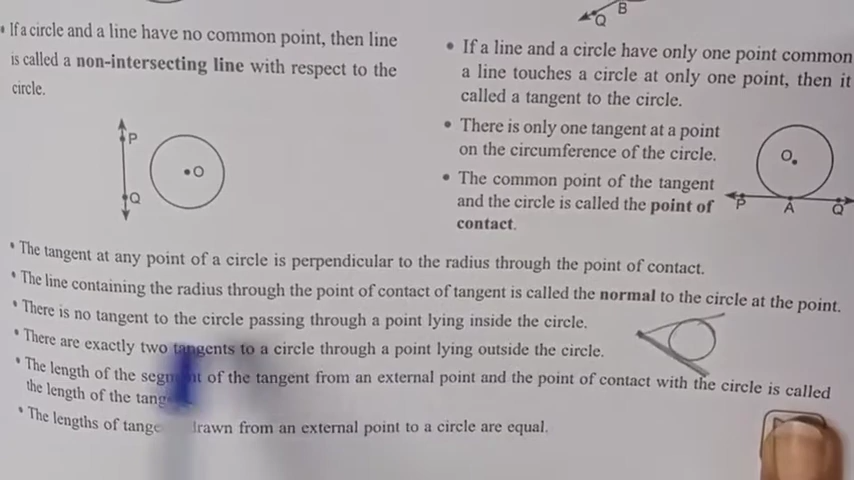 Q
B
• If a circle and a line have no common point, then line
is called a non-intersecting line with respect to the
circle.
P
Q
O
• If a line and a circle have only one point common
a line touches a circle at only one point, then it
called a tangent to the circle.
• There is only one tangent at a point
on the circumference of the circle.
• The common point of the tangent
and the circle is called the point of
contact.
O
P
A
Q
• The tangent at any point of a circle is perpendicular to the radius through the point of contact.
• The line containing the radius through the point of contact of tangent is called the normal to the circle at the point.
• There is no tangent to the circle passing through a point lying inside the circle.
• There are exactly two tangents to a circle through a point lying outside the circle.
• The length of the segment of the tangent from an external point and the point of contact with the circle is called
the length of the tang
• The lengths of tange drawn from an external point to a circle are equal.